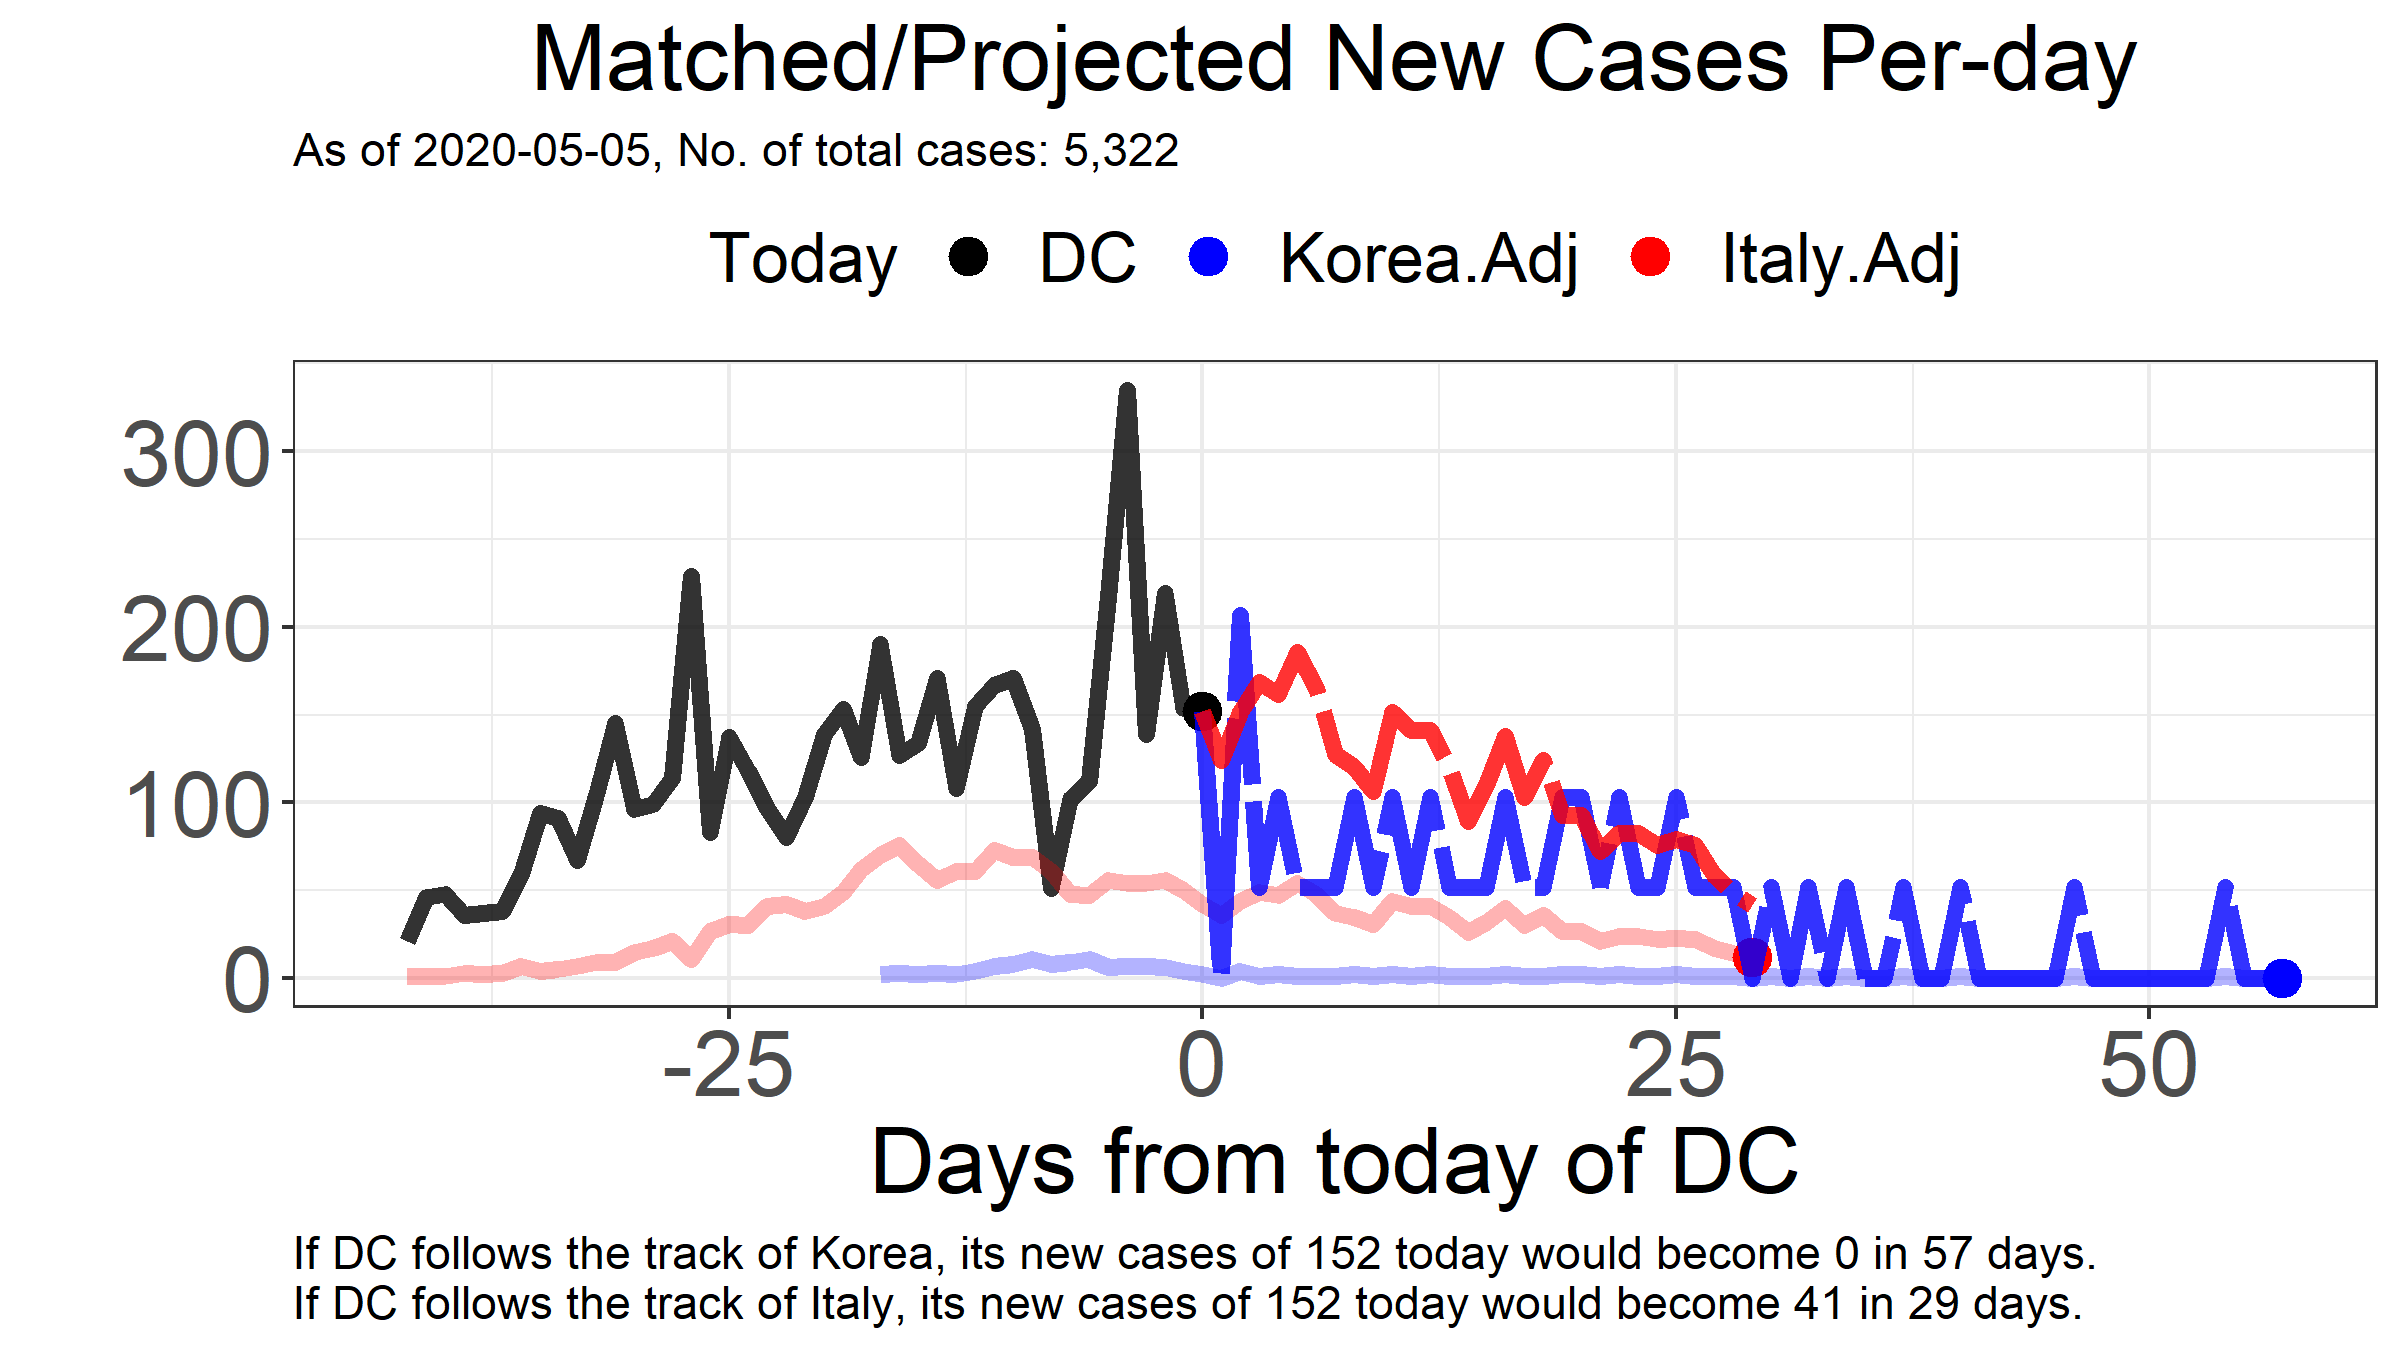 Matched/Projected New Cases Per-day
As of 2020-05-05, No. of total cases: 5,322
Today DC Korea.Adj Italy.Adj
300
200
100
0
-25 0 25 50
Days from today of DC
If DC follows the track of Korea, its new cases of 152 today would become 0 in 57 days.
If DC follows the track of Italy, its new cases of 152 today would become 41 in 29 days.